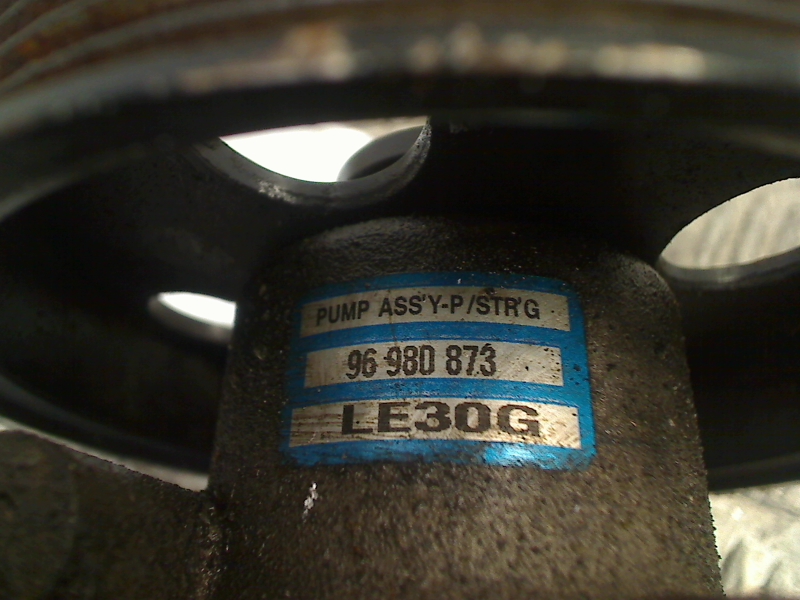 PUMP ASS'Y-P/STR'G
96 980 873
LE30G